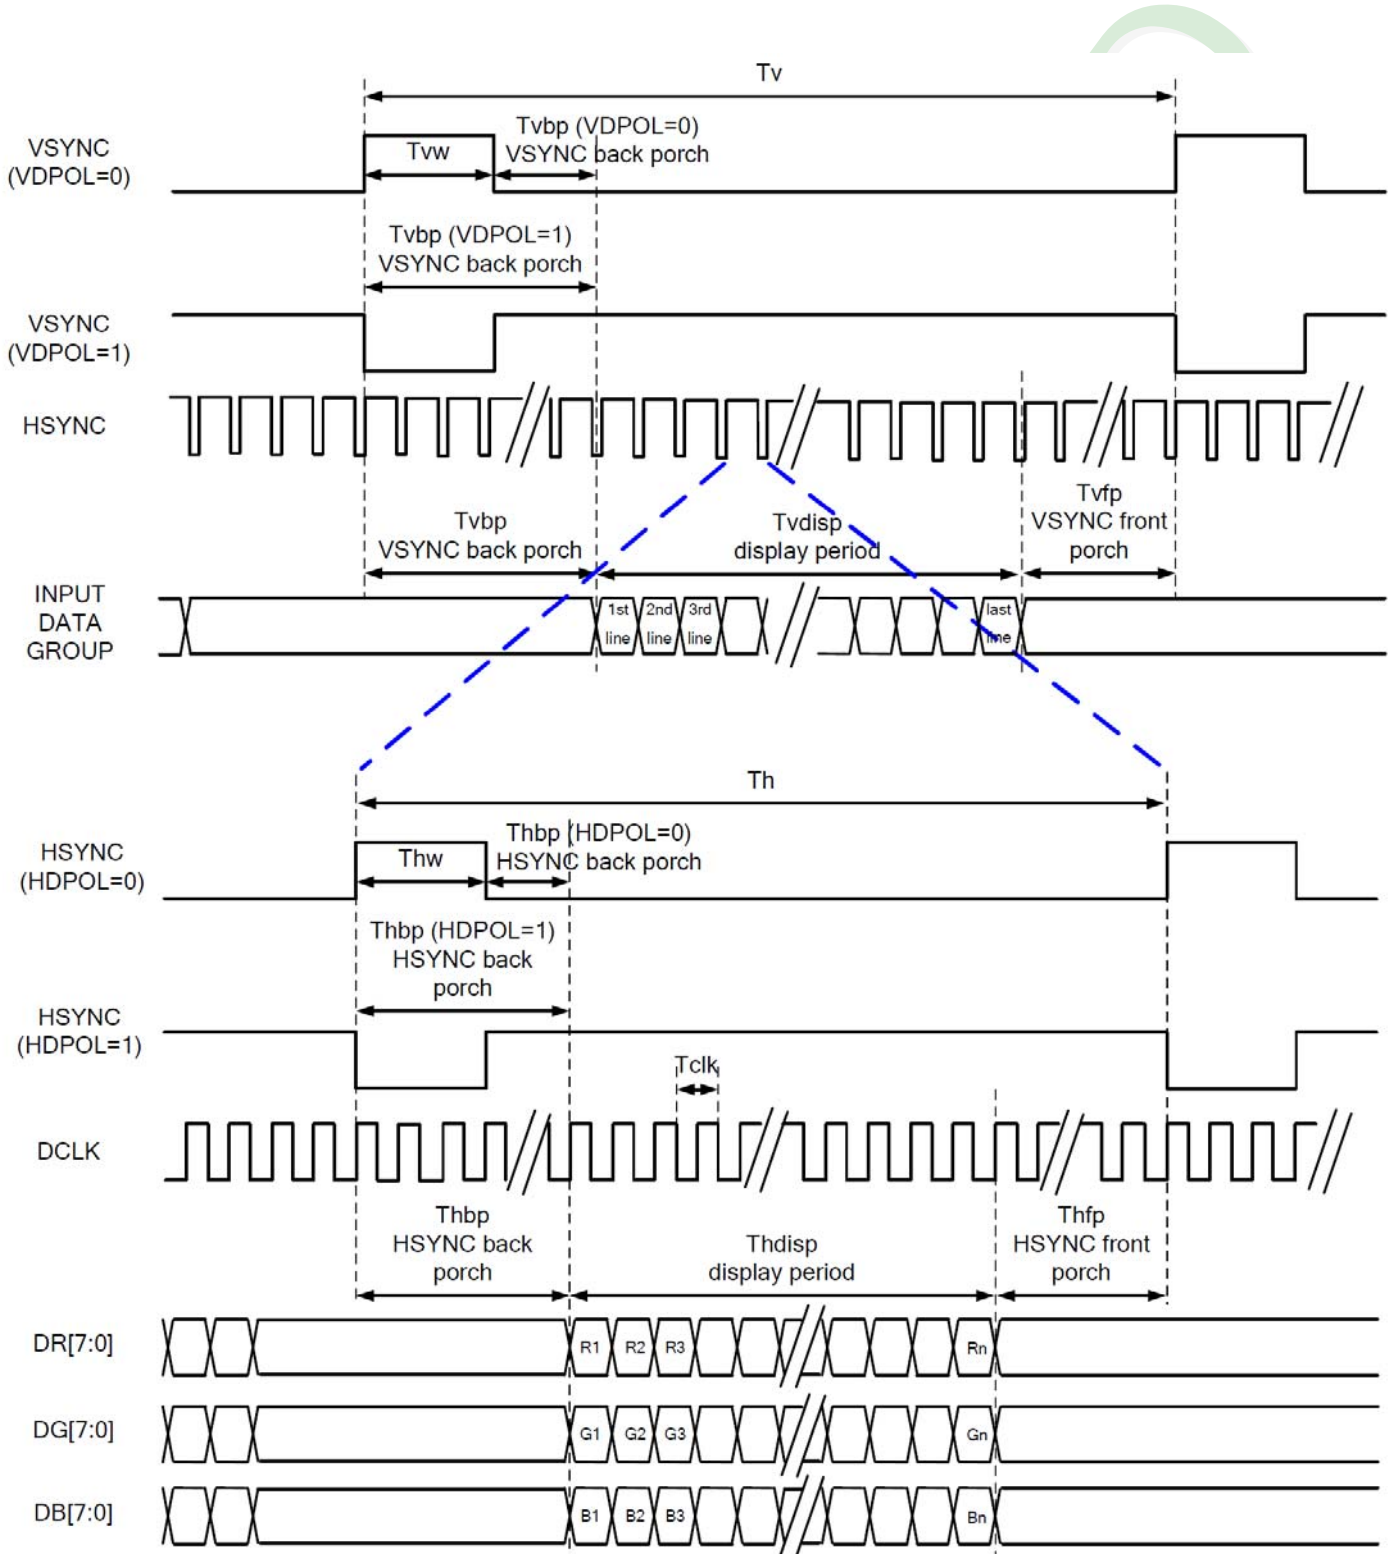 Tv
VSYNC
(VDPOL=0)
Tvw
Tvbp (VDPOL=0)
VSYNC back porch
Tvbp (VDPOL=1)
VSYNC back porch
VSYNC
(VDPOL=1)
HSYNC
Tvbp
VSYNC back porch
Tvdisp
display period
Tvfp
VSYNC front
porch
INPUT
DATA
GROUP
1st
line
2nd
line
3rd
line
last
line
Th
HSYNC
(HDPOL=0)
Thw
Thbp (HDPOL=0)
HSYNC back porch
Thbp (HDPOL=1)
HSYNC back
porch
HSYNC
(HDPOL=1)
Tclk
DCLK
Thbp
HSYNC back
porch
Thdisp
display period
Thfp
HSYNC front
porch
DR[7:0]
R1
R2
R3
Rn
DG[7:0]
G1
G2
G3
Gn
DB[7:0]
B1
B2
B3
Bn